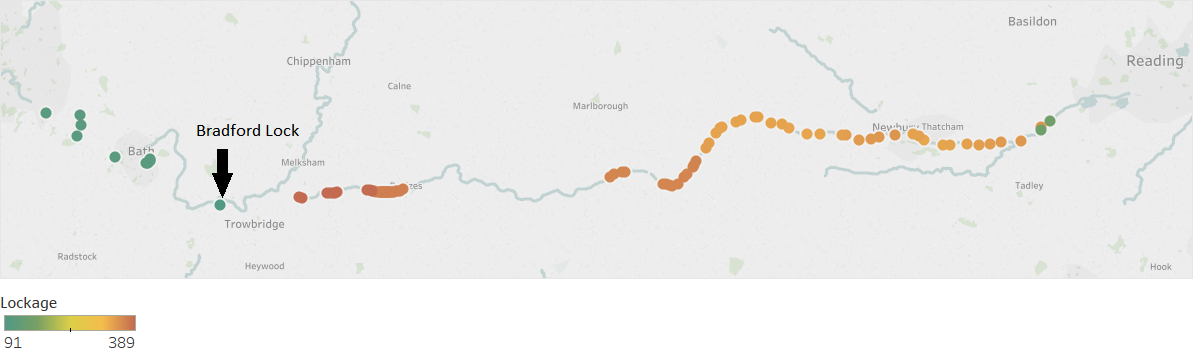 Basildon
Reading
Chippenham
Calne
Marlborough
Bradford Lock
Newbury
Thatcham
Bath
Melksham
Tadley
Trowbridge
Radstock
Heywood
Hook
Lockage
91
389